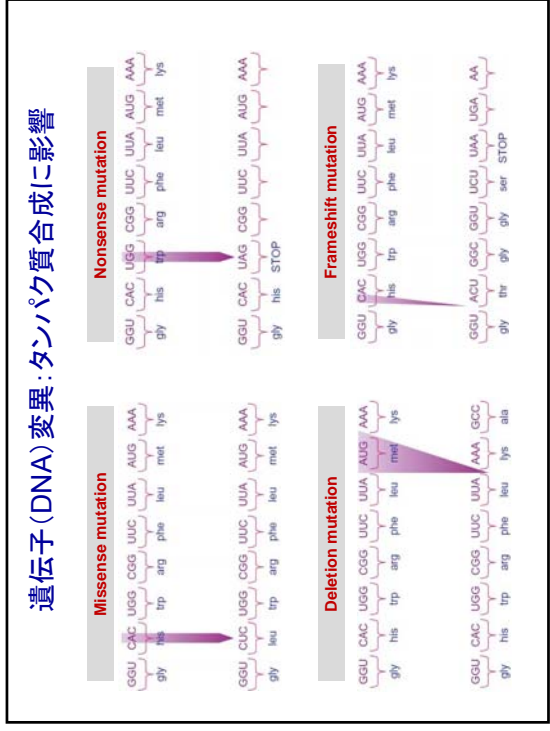 遺伝子(DNA)変異:タンパク質合成に影響
Missense mutation
GGU CAC UGG CGG UUC UUA AUG AAA
gly his trp arg phe leu met lys
GGU CUC UGG CGG UUC UUA AUG AAA
gly leu trp arg phe leu met lys
Nonsense mutation
GGU CAC UGG CGG UUC UUA AUG AAA
gly his trp arg phe leu met lys
GGU CAC UAG CGG UUC UUA AUG AAA
gly his STOP
Deletion mutation
GGU CAC UGG CGG UUC UUA AUG AAA
gly his trp arg phe leu met lys
GGU CAC UGG CGG UUC UUA AAA GCC
gly his trp arg phe leu lys ala
Frameshift mutation
GGU CAC UGG CGG UUC UUA AUG AAA
gly his trp arg phe leu met lys
GGU ACU GGC GGU UCU UAA UGA AA
gly thr gly gly ser STOP